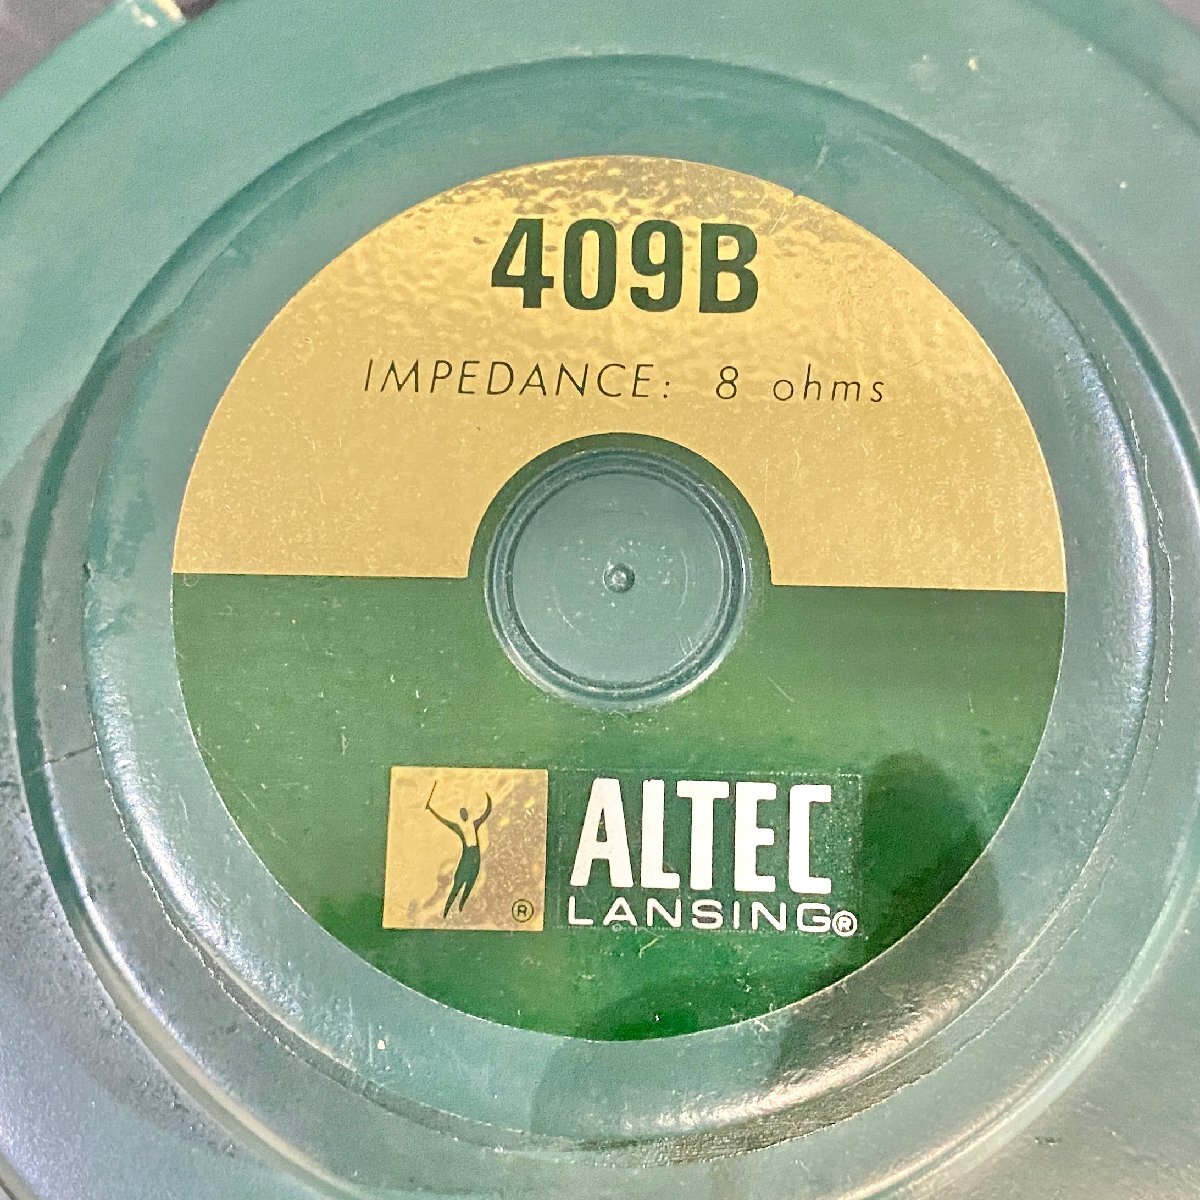 409B
IMPEDANCE: 8 ohms
ALTEC
® LANSING®